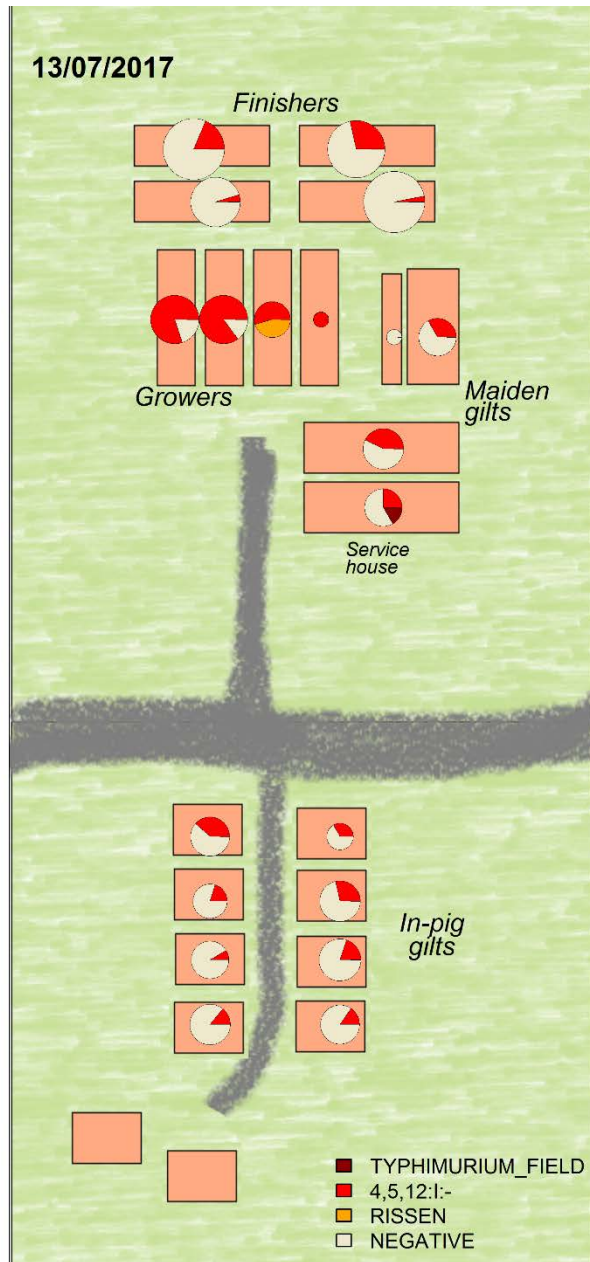 13/07/2017
Finishers
Growers
Maiden
gilts
Service
house
In-pig
gilts
TYPHIMURIUM_FIELD
4,5,12:I:-
RISSEN
NEGATIVE